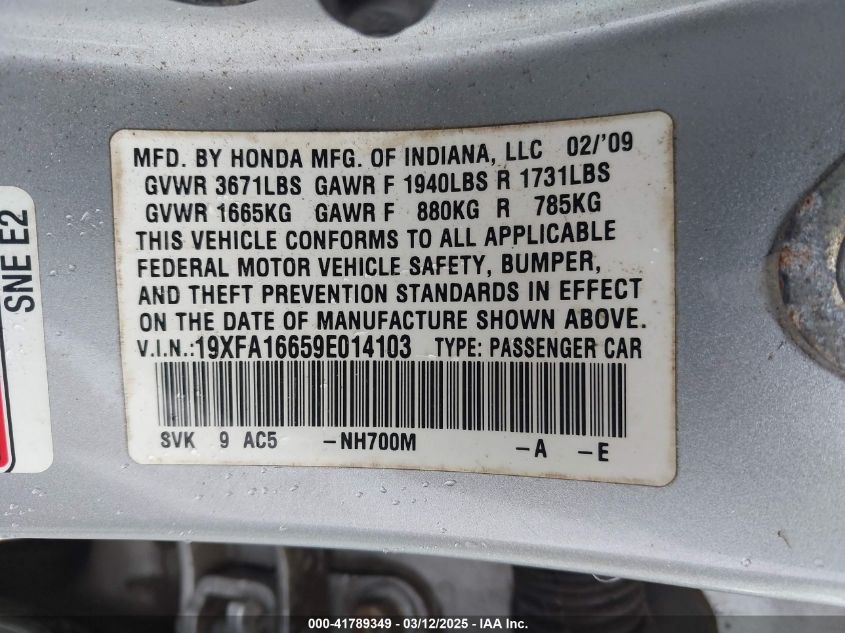 MFD. BY HONDA MFG. OF INDIANA, LLC 02/'09
GVWR 3671LBS GAWR F 1940LBS R 1731LBS
GVWR 1665KG GAWR F 880KG R 785KG
THIS VEHICLE CONFORMS TO ALL APPLICABLE
FEDERAL MOTOR VEHICLE SAFETY, BUMPER,
AND THEFT PREVENTION STANDARDS IN EFFECT
ON THE DATE OF MANUFACTURE SHOWN ABOVE.
V.I.N.:19XFA16659E014103 TYPE: PASSENGER CAR
SVK 9 AC5 -NH700M -A -E
SNE E2
000-41789349 - 03/12/2025 - IAA Inc.